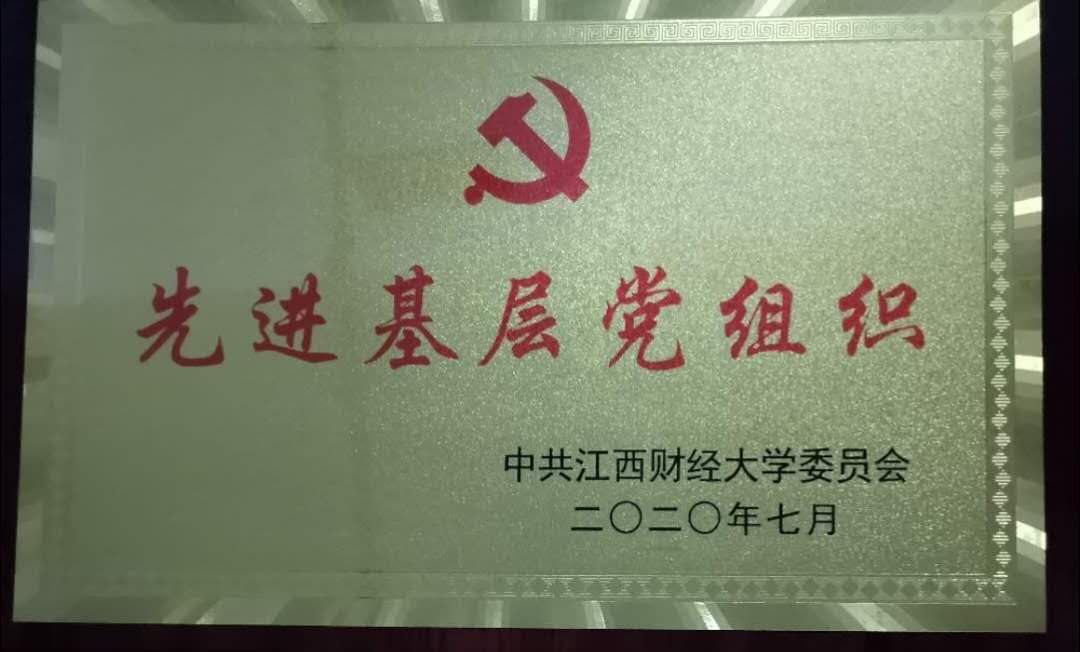 先进基层党组织
中共江西财经大学委员会
二〇二〇年七月